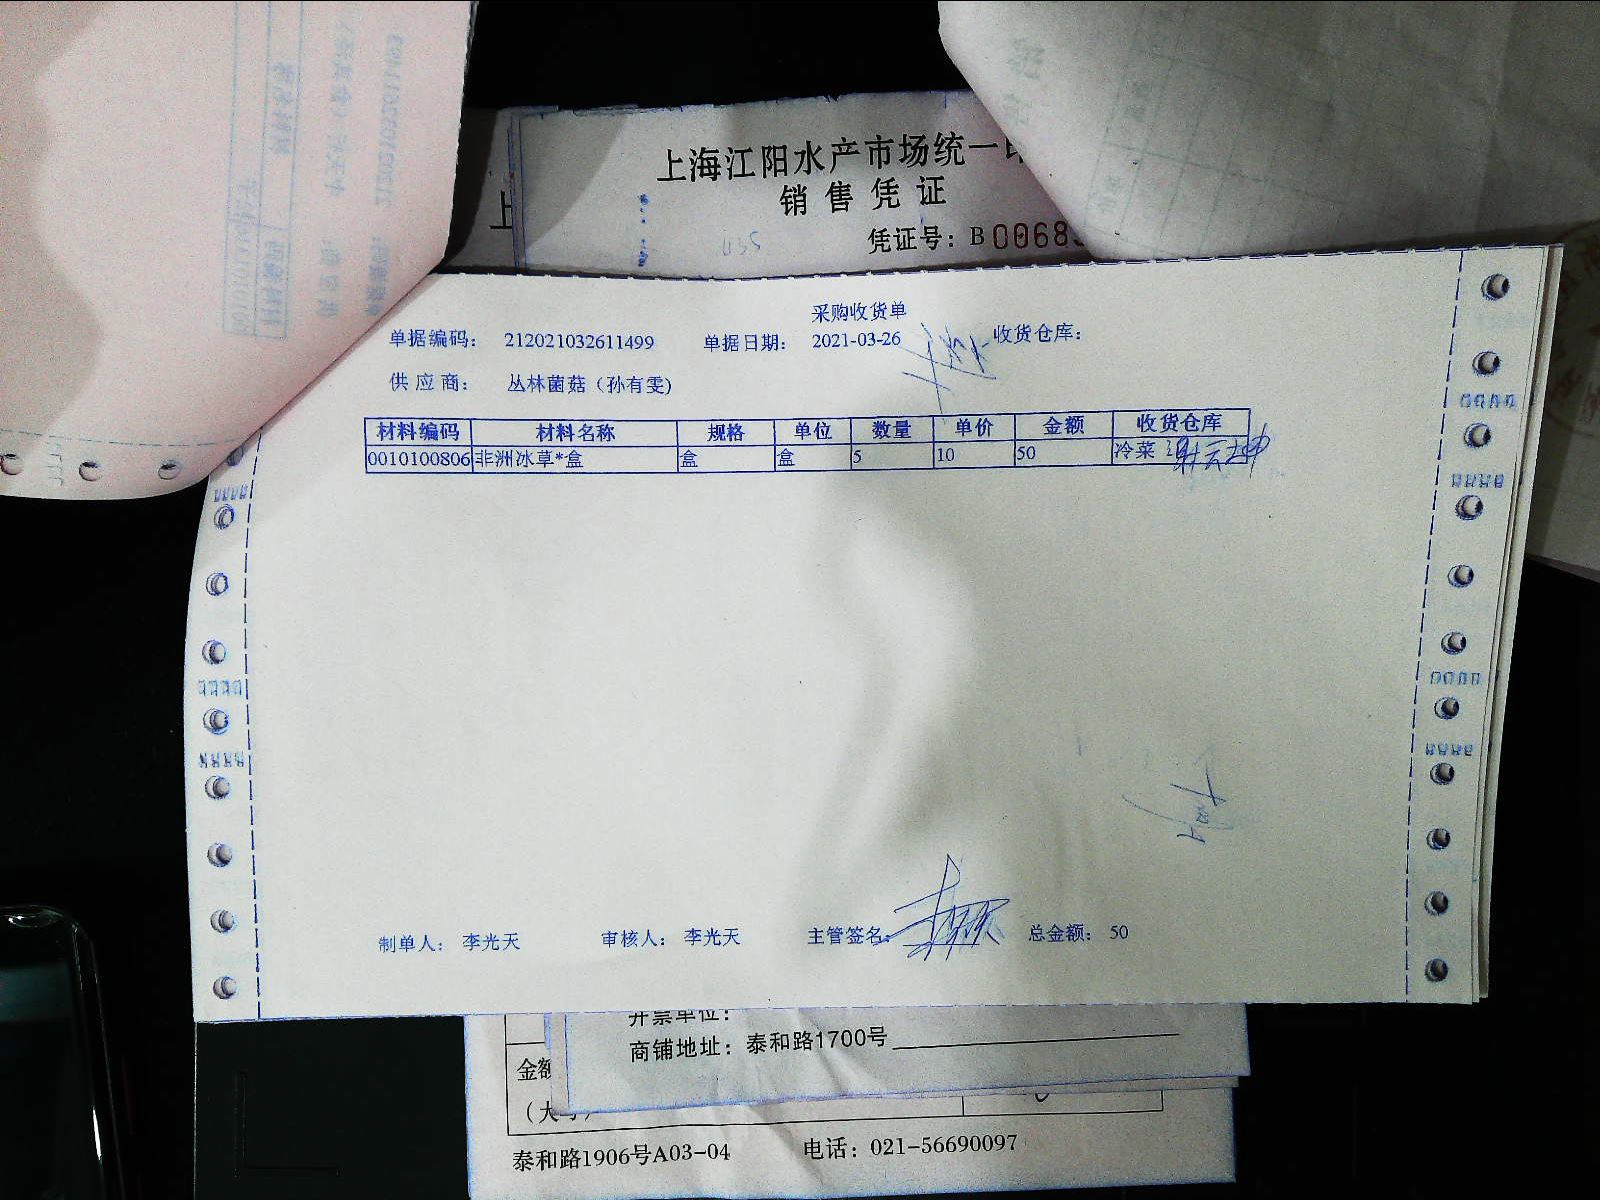 上海江阳水产市场统一
销售凭证
凭证号：B0068
采购收货单
单据编码： 212021032611499 单据日期： 2021-03-26 收货仓库：
供应商： 丛林菌菇（孙有雯)
材料编码 材料名称 规格 单位 数量 单价 金额 收货仓库
0010100806 非洲冰草*盒 盒 盒 5 10 50 冷菜
制单人： 李光天 审核人： 李光天 主管签名： 总金额： 50
开票单位：
商铺地址：泰和路1700号
金额
泰和路1906号A03-04 电话：021-56690097